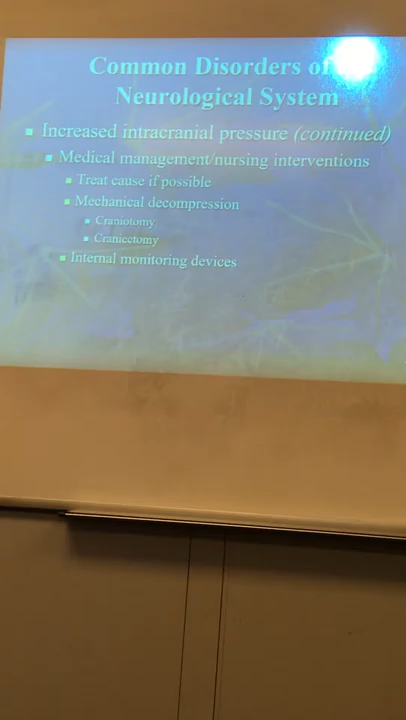 Common Disorders of
Neurological System
Increased intracranial pressure (continued)
Medical management/nursing interventions
Treat cause if possible
Mechanical decompression
Craniotomy
Craniectomy
Internal monitoring devices